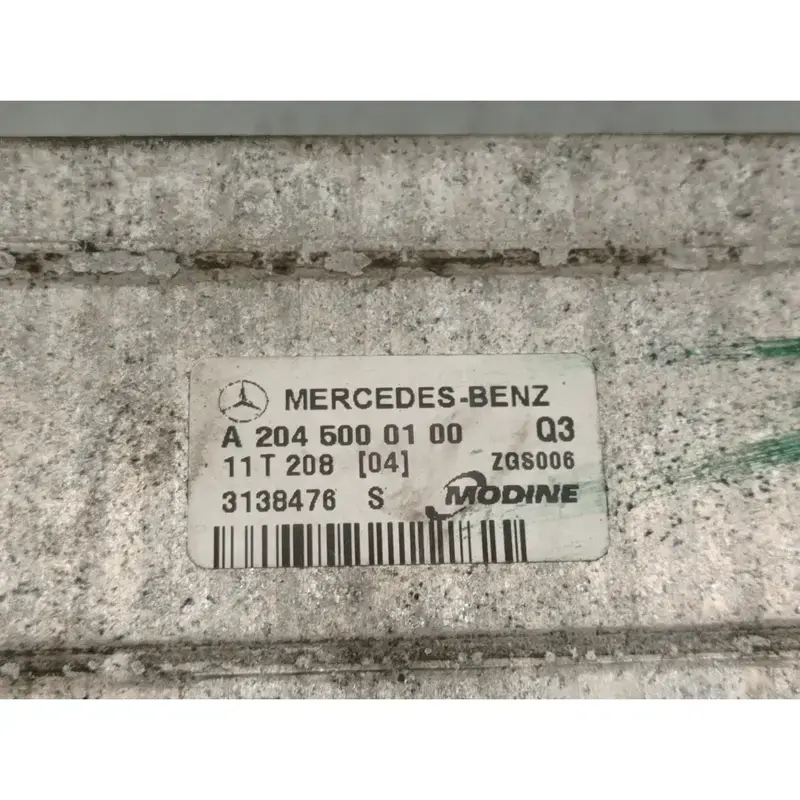 MERCEDES-BENZ
A 204 500 01 00 Q3
11 T 208 [04] ZGS006
3138476 S MODINE